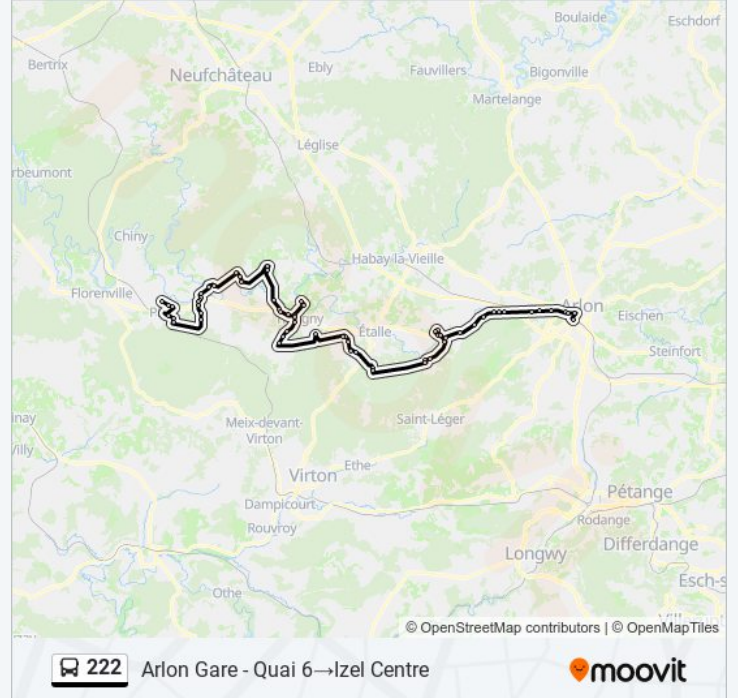 Boulaide
Eschdorf
Bertrix
Neufchâteau
Ebly
Fauvillers
Bigonville
Martelange
Léglise
rbeumont
Chiny
Habay-la-Vieille
Florenville
Arlon
Eischen
Étalle
Steinfort
inay
Meix-devant-
Virton
Saint-Léger
Villy
Ethe
Virton
Pétange
Dampicourt
Rouvroy
Rodange
Differdange
Longwy
Esch-s
Othe
© OpenStreetMap contributors | © OpenMapTiles
222 Arlon Gare - Quai 6→Izel Centre
moovit